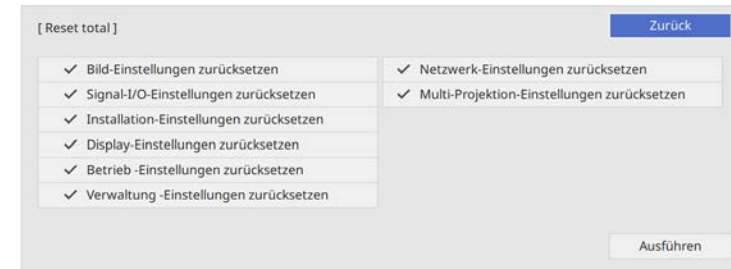 [ Reset total ]
Zurück
Bild-Einstellungen zurücksetzen
Signal-I/O-Einstellungen zurücksetzen
Installation-Einstellungen zurücksetzen
Display-Einstellungen zurücksetzen
Betrieb -Einstellungen zurücksetzen
Verwaltung -Einstellungen zurücksetzen
Netzwerk-Einstellungen zurücksetzen
Multi-Projektion-Einstellungen zurücksetzen
Ausführen